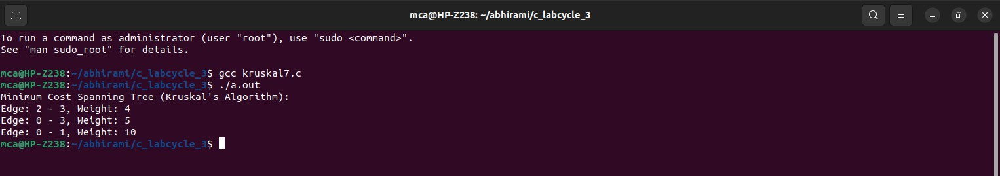 mca@HP-Z238: ~/abhirami/c_labcycle_3
To run a command as administrator (user "root"), use "sudo <command>".
See "man sudo_root" for details.
mca@HP-Z238:~/abhirami/c_labcycle_3$ gcc kruskal7.c
mca@HP-Z238:~/abhirami/c_labcycle_3$ ./a.out
Minimum Cost Spanning Tree (Kruskal's Algorithm):
Edge: 2 - 3, Weight: 4
Edge: 0 - 3, Weight: 5
Edge: 0 - 1, Weight: 10
mca@HP-Z238:~/abhirami/c_labcycle_3$